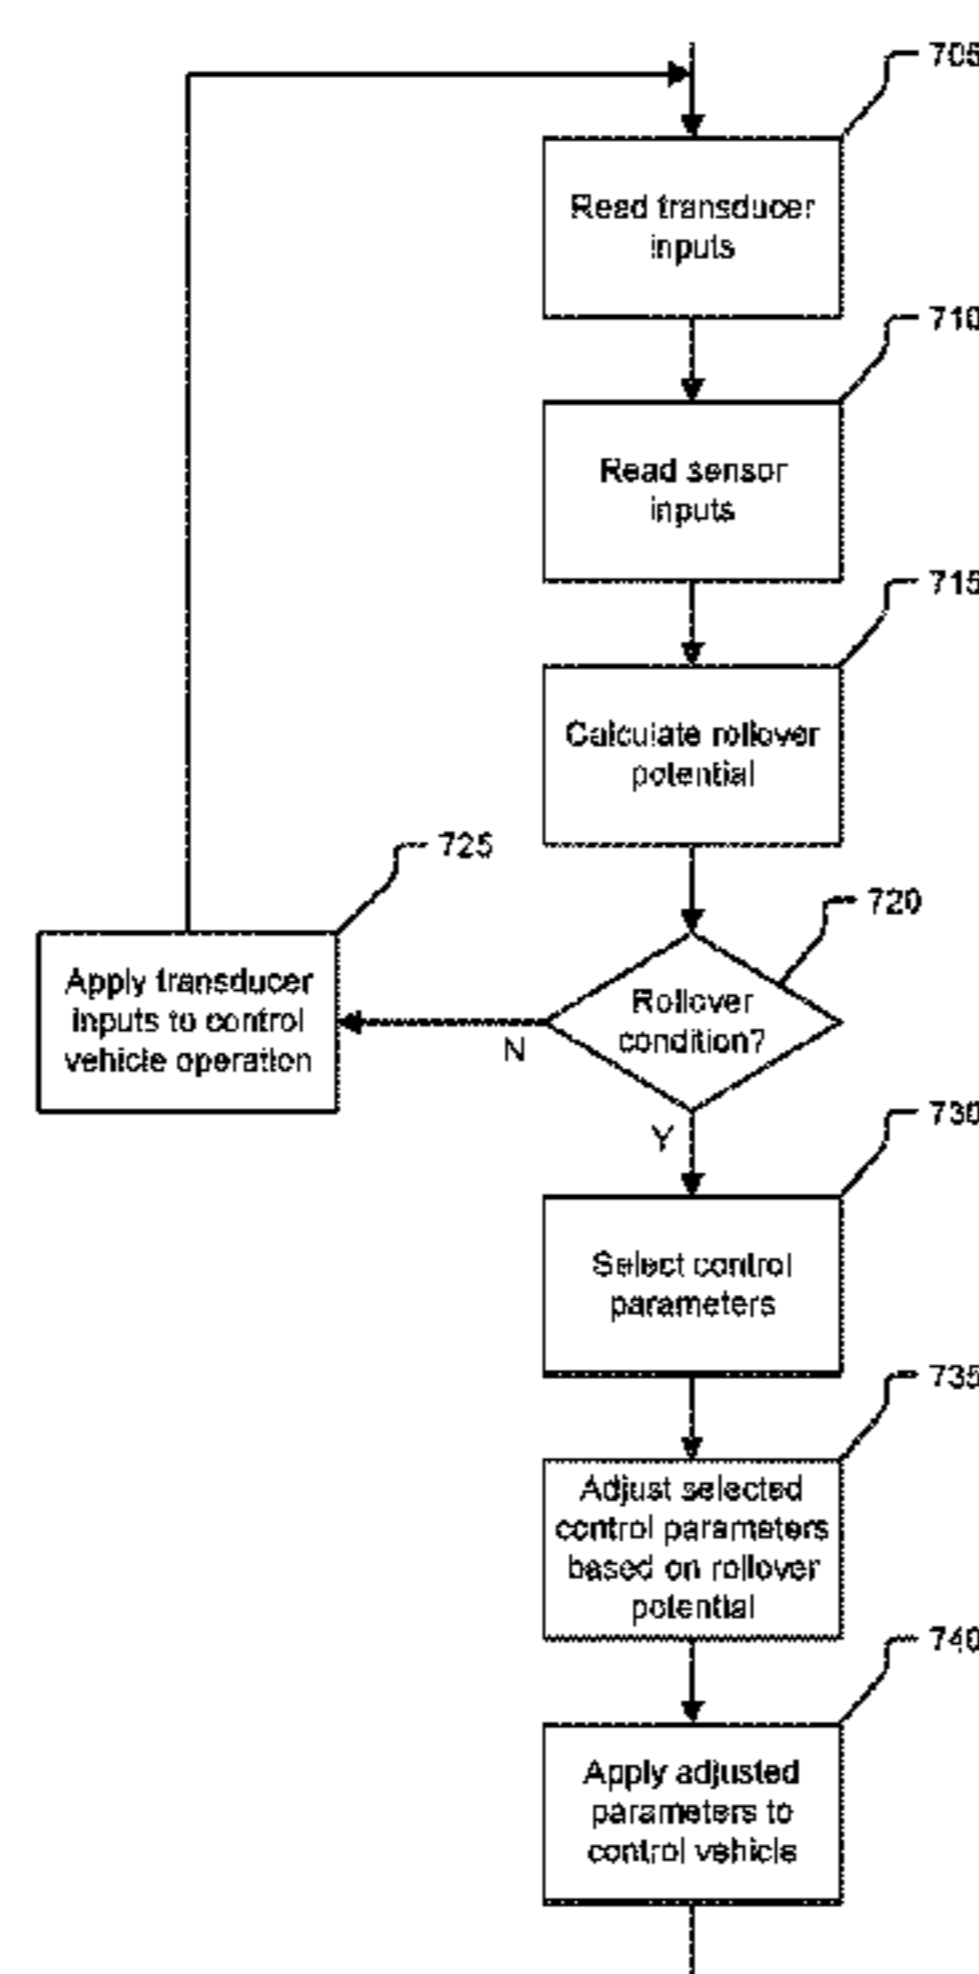 705
Read transducer
inputs
710
Read sensor
inputs
715
Calculate rollover
potential
725
720
Apply transducer
inputs to control
vehicle operation
Rollover
condition?
N
Y
730
Select control
parameters
735
Adjust selected
control parameters
based on rollover
potential
740
Apply adjusted
parameters to
control vehicle